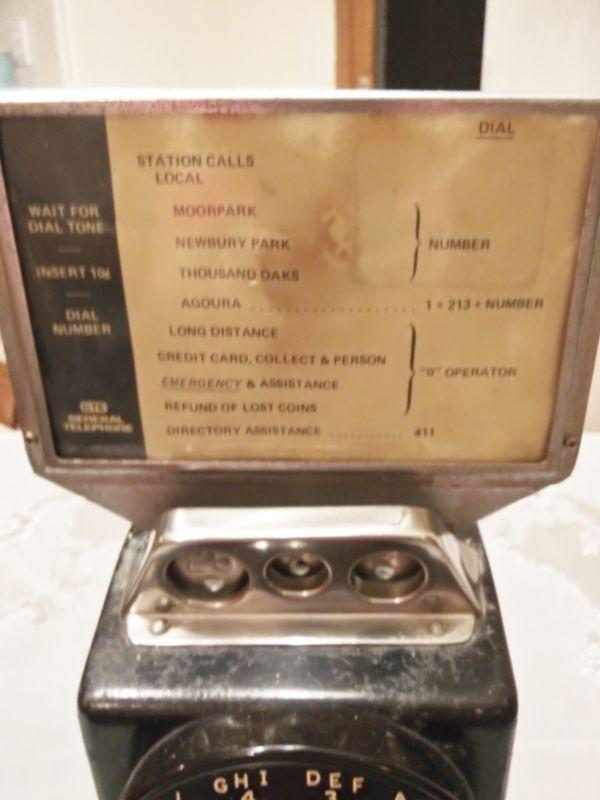 DIAL
STATION CALLS
LOCAL
MOORPARK
NEWBURY PARK
THOUSAND OAKS
NUMBER
AGOURA .................... 1 + 213 + NUMBER
LONG DISTANCE
CREDIT CARD, COLLECT & PERSON
EMERGENCY & ASSISTANCE
REFUND OF LOST COINS
"0" OPERATOR
DIRECTORY ASSISTANCE ......... 411
WAIT FOR
DIAL TONE
INSERT 10¢
DIAL
NUMBER
GTE
GENERAL
TELEPHONE
25
GHI DEF A
4 3